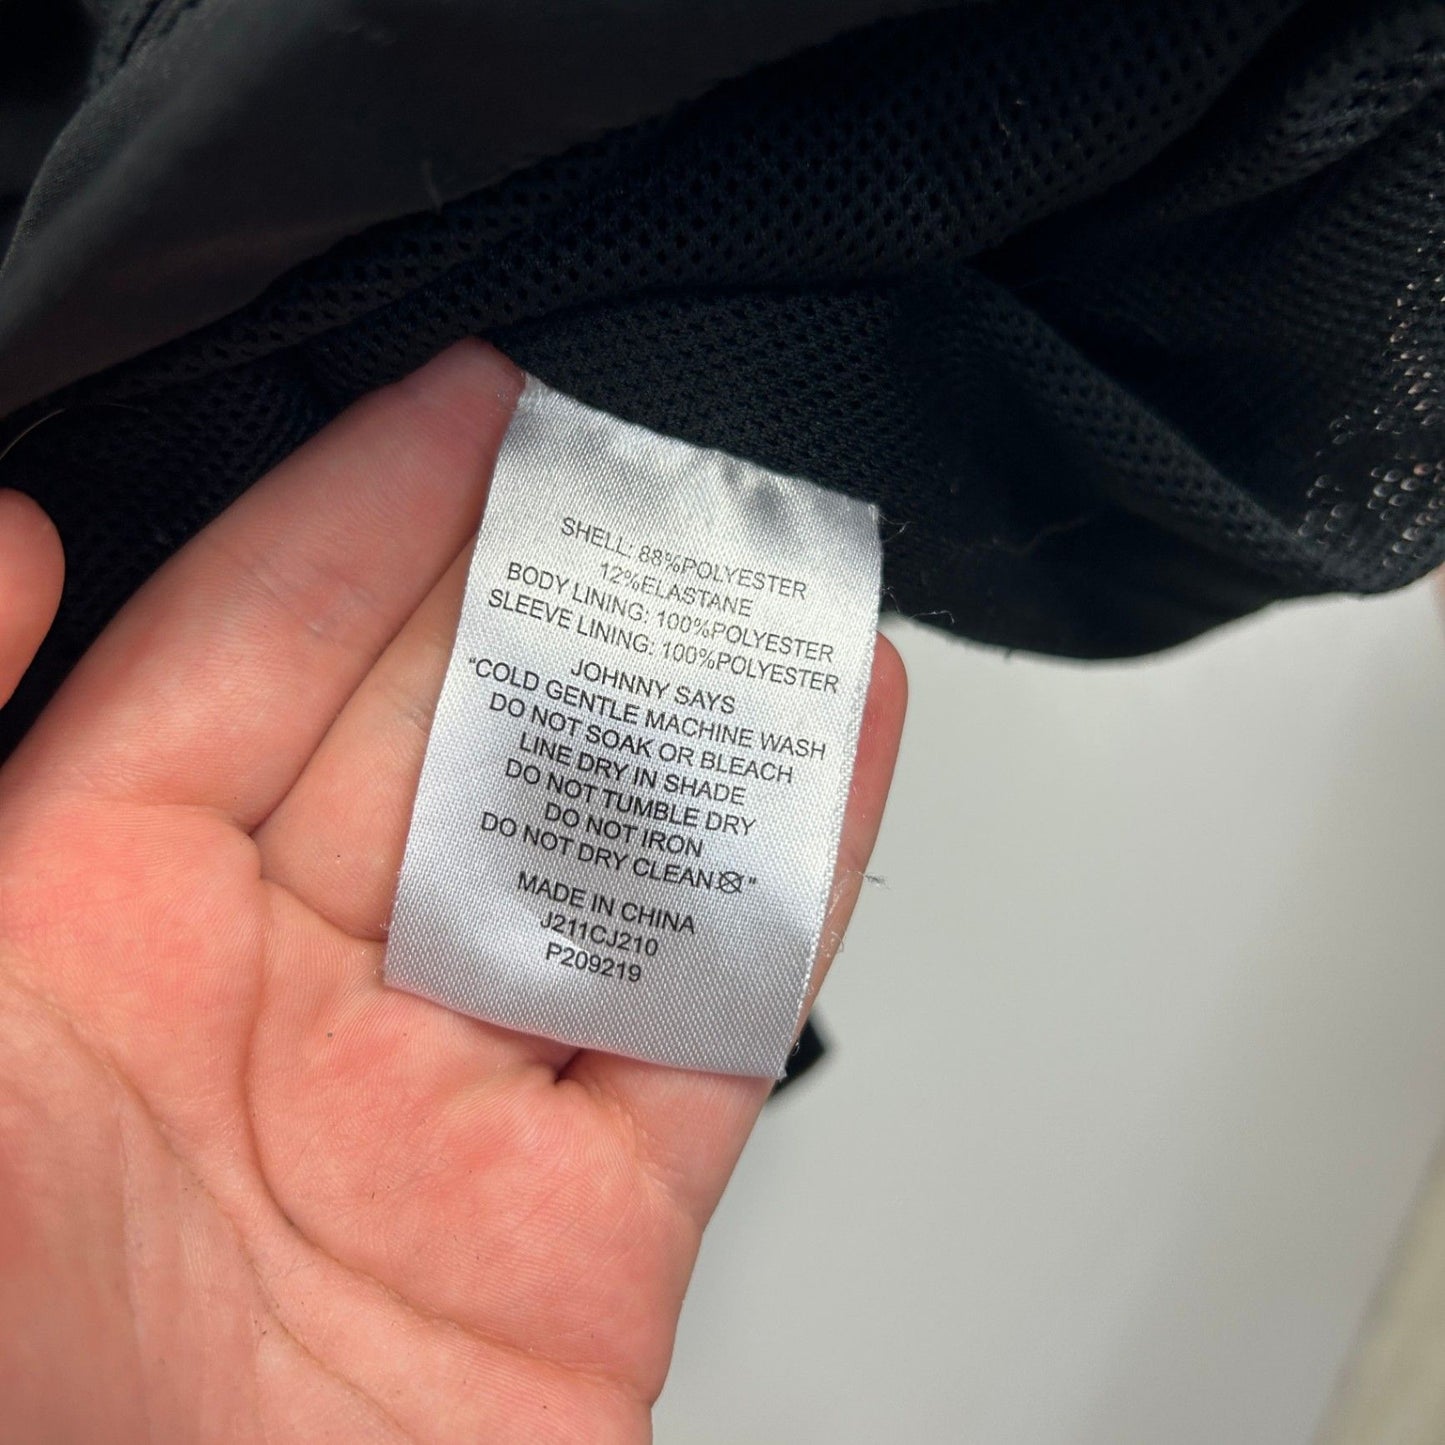 SHELL: 88%POLYESTER
12%ELASTANE
BODY LINING: 100%POLYESTER
SLEEVE LINING: 100%POLYESTER
JOHNNY SAYS
"COLD GENTLE MACHINE WASH
DO NOT SOAK OR BLEACH
LINE DRY IN SHADE
DO NOT TUMBLE DRY
DO NOT IRON
DO NOT DRY CLEAN"
MADE IN CHINA
J211CJ210
P209219